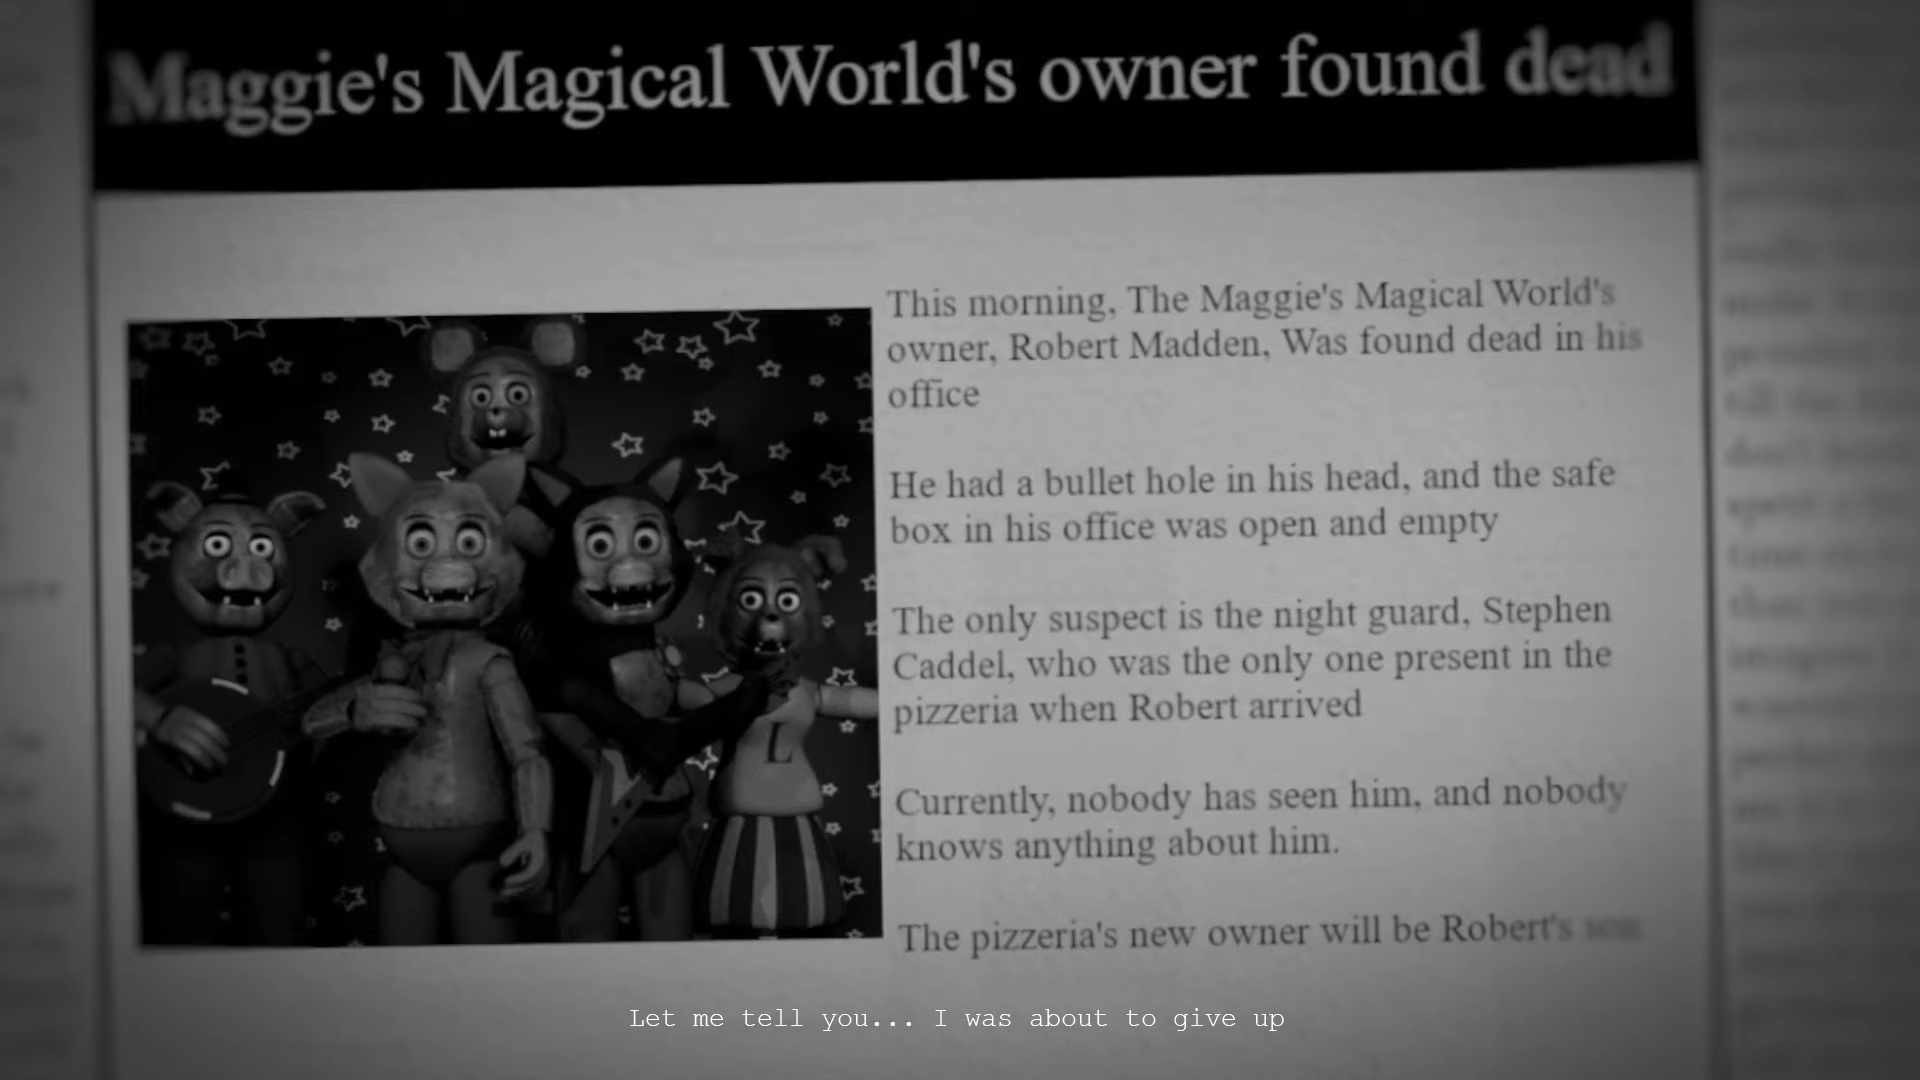 Maggie's Magical World's owner found dead
This morning, The Maggie's Magical World's
owner, Robert Madden, Was found dead in his
office
He had a bullet hole in his head, and the safe
box in his office was open and empty
The only suspect is the night guard, Stephen
Caddel, who was the only one present in the
pizzeria when Robert arrived
Currently, nobody has seen him, and nobody
knows anything about him.
The pizzeria's new owner will be Robert's son
L
Let me tell you... I was about to give up